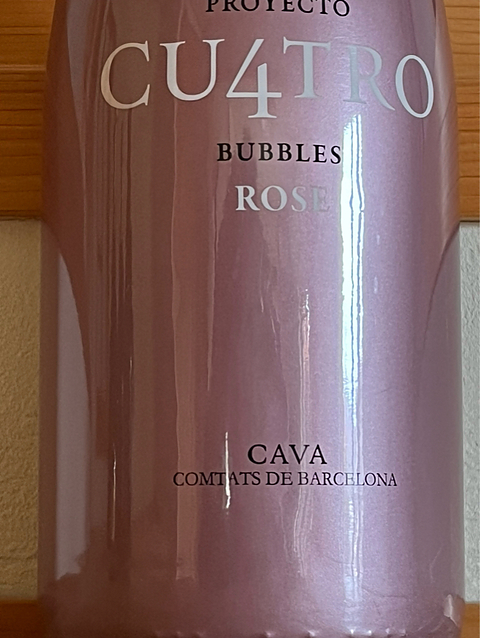 PROYECTO
CU4TRO
BUBBLES
ROSE
CAVA
COMTATS DE BARCELONA